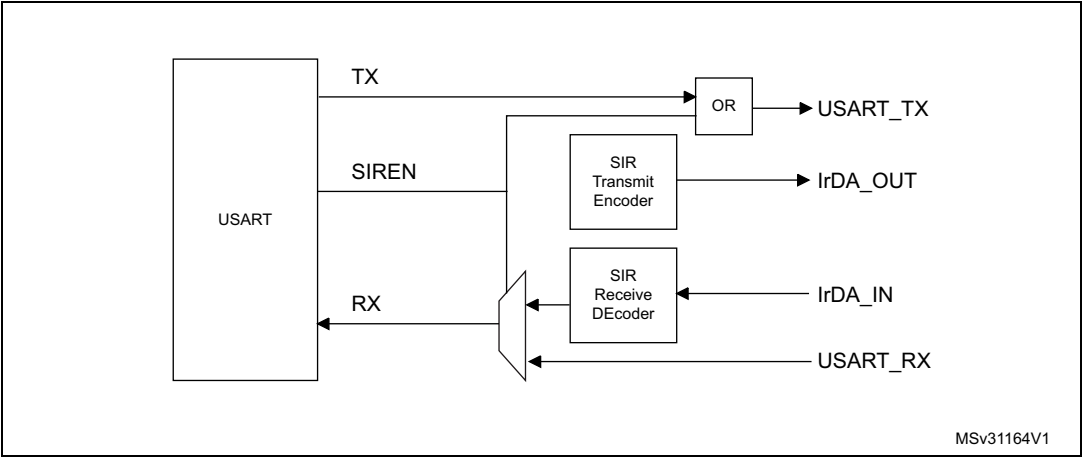 TX
OR
USART_TX
SIREN
SIR
Transmit
Encoder
IrDA_OUT
USART
SIR
Receive
DEcoder
IrDA_IN
RX
USART_RX
MSv31164V1